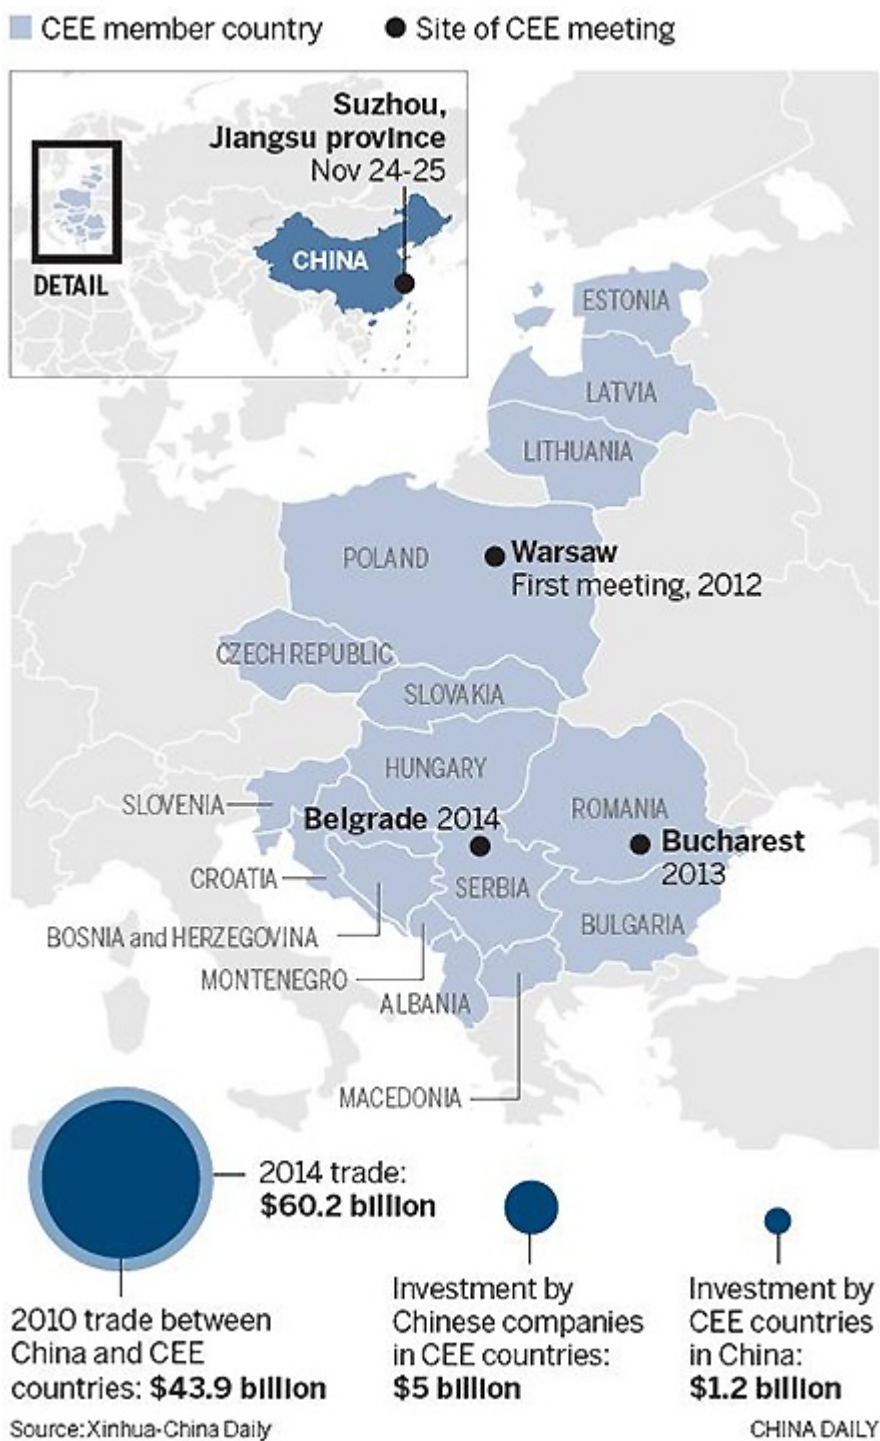 CEE member country
Site of CEE meeting
Suzhou,
Jiangsu province
Nov 24-25
CHINA
DETAIL
ESTONIA
LATVIA
LITHUANIA
POLAND
Warsaw
First meeting, 2012
CZECH REPUBLIC
SLOVAKIA
HUNGARY
SLOVENIA
ROMANIA
Belgrade 2014
Bucharest
2013
CROATIA
SERBIA
BULGARIA
BOSNIA and HERZEGOVINA
MONTENEGRO
ALBANIA
MACEDONIA
2014 trade:
$60.2 billion
2010 trade between
China and CEE
countries: $43.9 billion
Investment by
Chinese companies
in CEE countries:
$5 billion
Investment by
CEE countries
in China:
$1.2 billion
Source:Xinhua-China Daily
CHINA DAILY